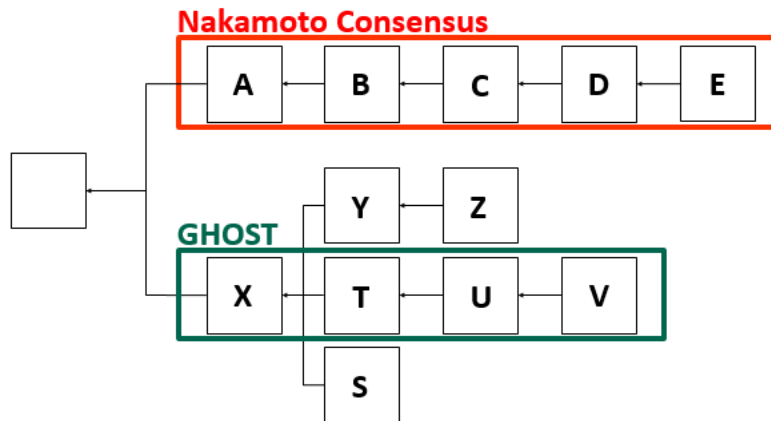 Nakamoto Consensus
A B C D E
Y Z
GHOST
X T U V
S